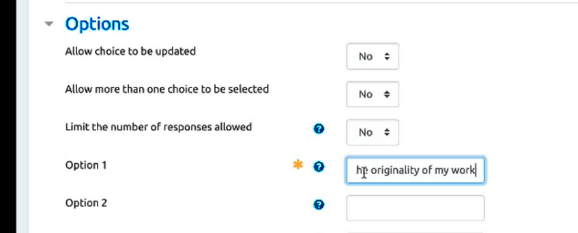 Options
Allow choice to be updated
No
Allow more than one choice to be selected
No
Limit the number of responses allowed
No
Option 1
originality of my work
Option 2